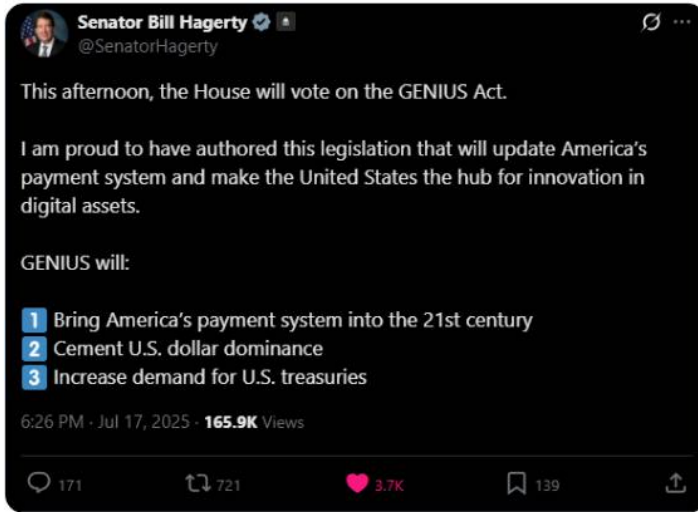 Senator Bill Hagerty
@SenatorHagerty
This afternoon, the House will vote on the GENIUS Act.
I am proud to have authored this legislation that will update America's
payment system and make the United States the hub for innovation in
digital assets.
GENIUS will:
1 Bring America's payment system into the 21st century
2 Cement U.S. dollar dominance
3 Increase demand for U.S. treasuries
6:26 PM · Jul 17, 2025 · 165.9K Views
171 721 3.7K 139